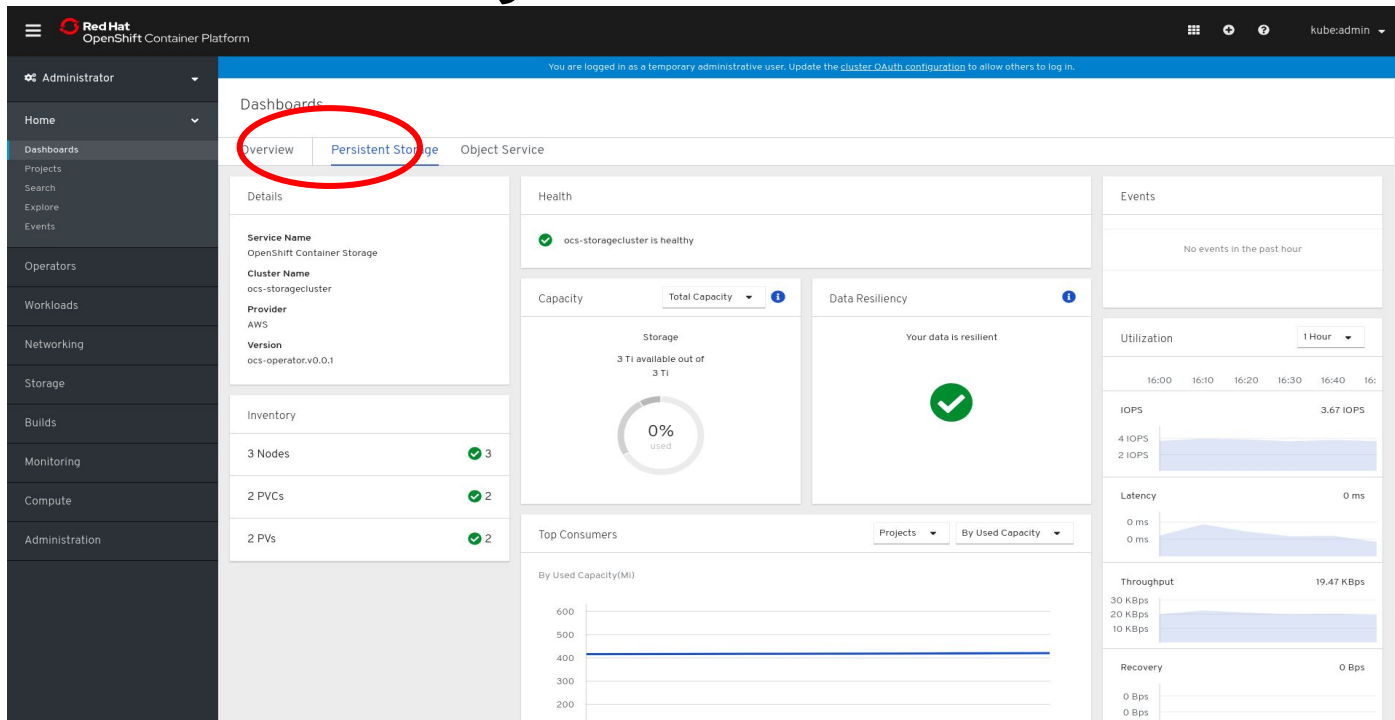 Red Hat
OpenShift Container Platform
kube:admin
You are logged in as a temporary administrative user. Update the cluster OAuth configuration to allow others to log in.
Administrator
Home
Dashboards
Projects
Search
Explore
Events
Operators
Workloads
Networking
Storage
Builds
Monitoring
Compute
Administration
Dashboards
Overview
Persistent Storage
Object Service
Details
Service Name
OpenShift Container Storage
Cluster Name
ocs-storagecluster
Provider
AWS
Version
ocs-operator.v0.0.1
Inventory
3 Nodes
3
2 PVCs
2
2 PVs
2
Health
ocs-storagecluster is healthy
Capacity
Total Capacity
Storage
3 Ti available out of
3 Ti
0%
used
Data Resiliency
Your data is resilient
Top Consumers
Projects
By Used Capacity
By Used Capacity(Mi)
600
500
400
300
200
Events
No events in the past hour
Utilization
1 Hour
16:00 16:10 16:20 16:30 16:40 16:
IOPS
3.67 IOPS
4 IOPS
2 IOPS
Latency
0 ms
0 ms
0 ms
Throughput
19.47 KBps
30 KBps
20 KBps
10 KBps
Recovery
0 Bps
0 Bps
0 Bps